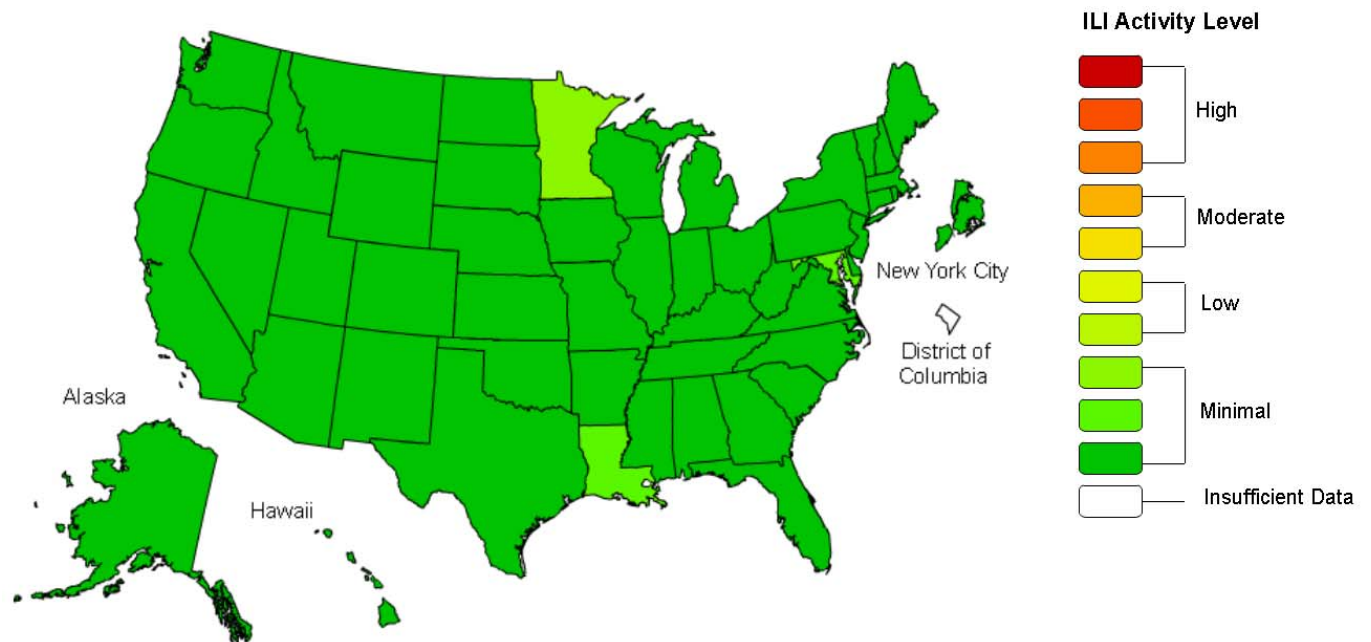 ILI Activity Level
High
Moderate
Low
Minimal
Insufficient Data
New York City
District of
Columbia
Alaska
Hawaii